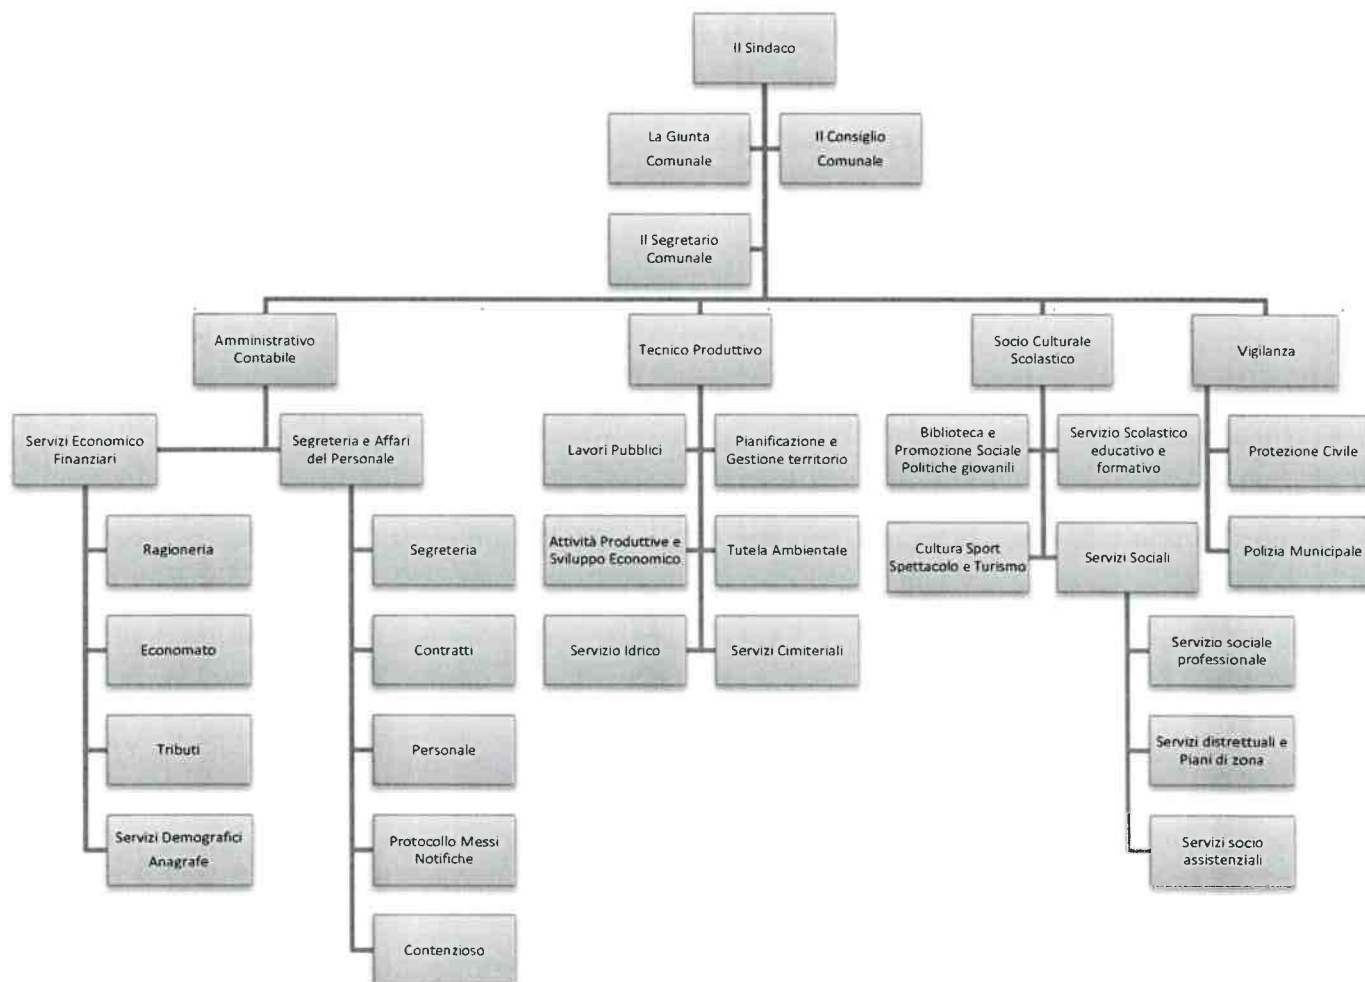 Il Sindaco
La Giunta
Comunale
Il Consiglio
Comunale
Il Segretario
Comunale
Amministrativo
Contabile
Tecnico Produttivo
Socio Culturale
Scolastico
Vigilanza
Servizi Economico
Finanziari
Segreteria e Affari
del Personale
Lavori Pubblici
Pianificazione e
Gestione territorio
Biblioteca e
Promozione Sociale
Politiche giovanili
Servizio Scolastico
educativo e
formativo
Protezione Civile
Ragioneria
Segreteria
Attività Produttive e
Sviluppo Economico
Tutela Ambientale
Cultura Sport
Spettacolo e Turismo
Servizi Sociali
Polizia Municipale
Economato
Contratti
Servizio Idrico
Servizi Cimiteriali
Servizio sociale
professionale
Tributi
Personale
Servizi distrettuali e
Piani di zona
Servizi Demografici
Anagrafe
Protocollo Messi
Notifiche
Servizi socio
assistenziali
Contenzioso